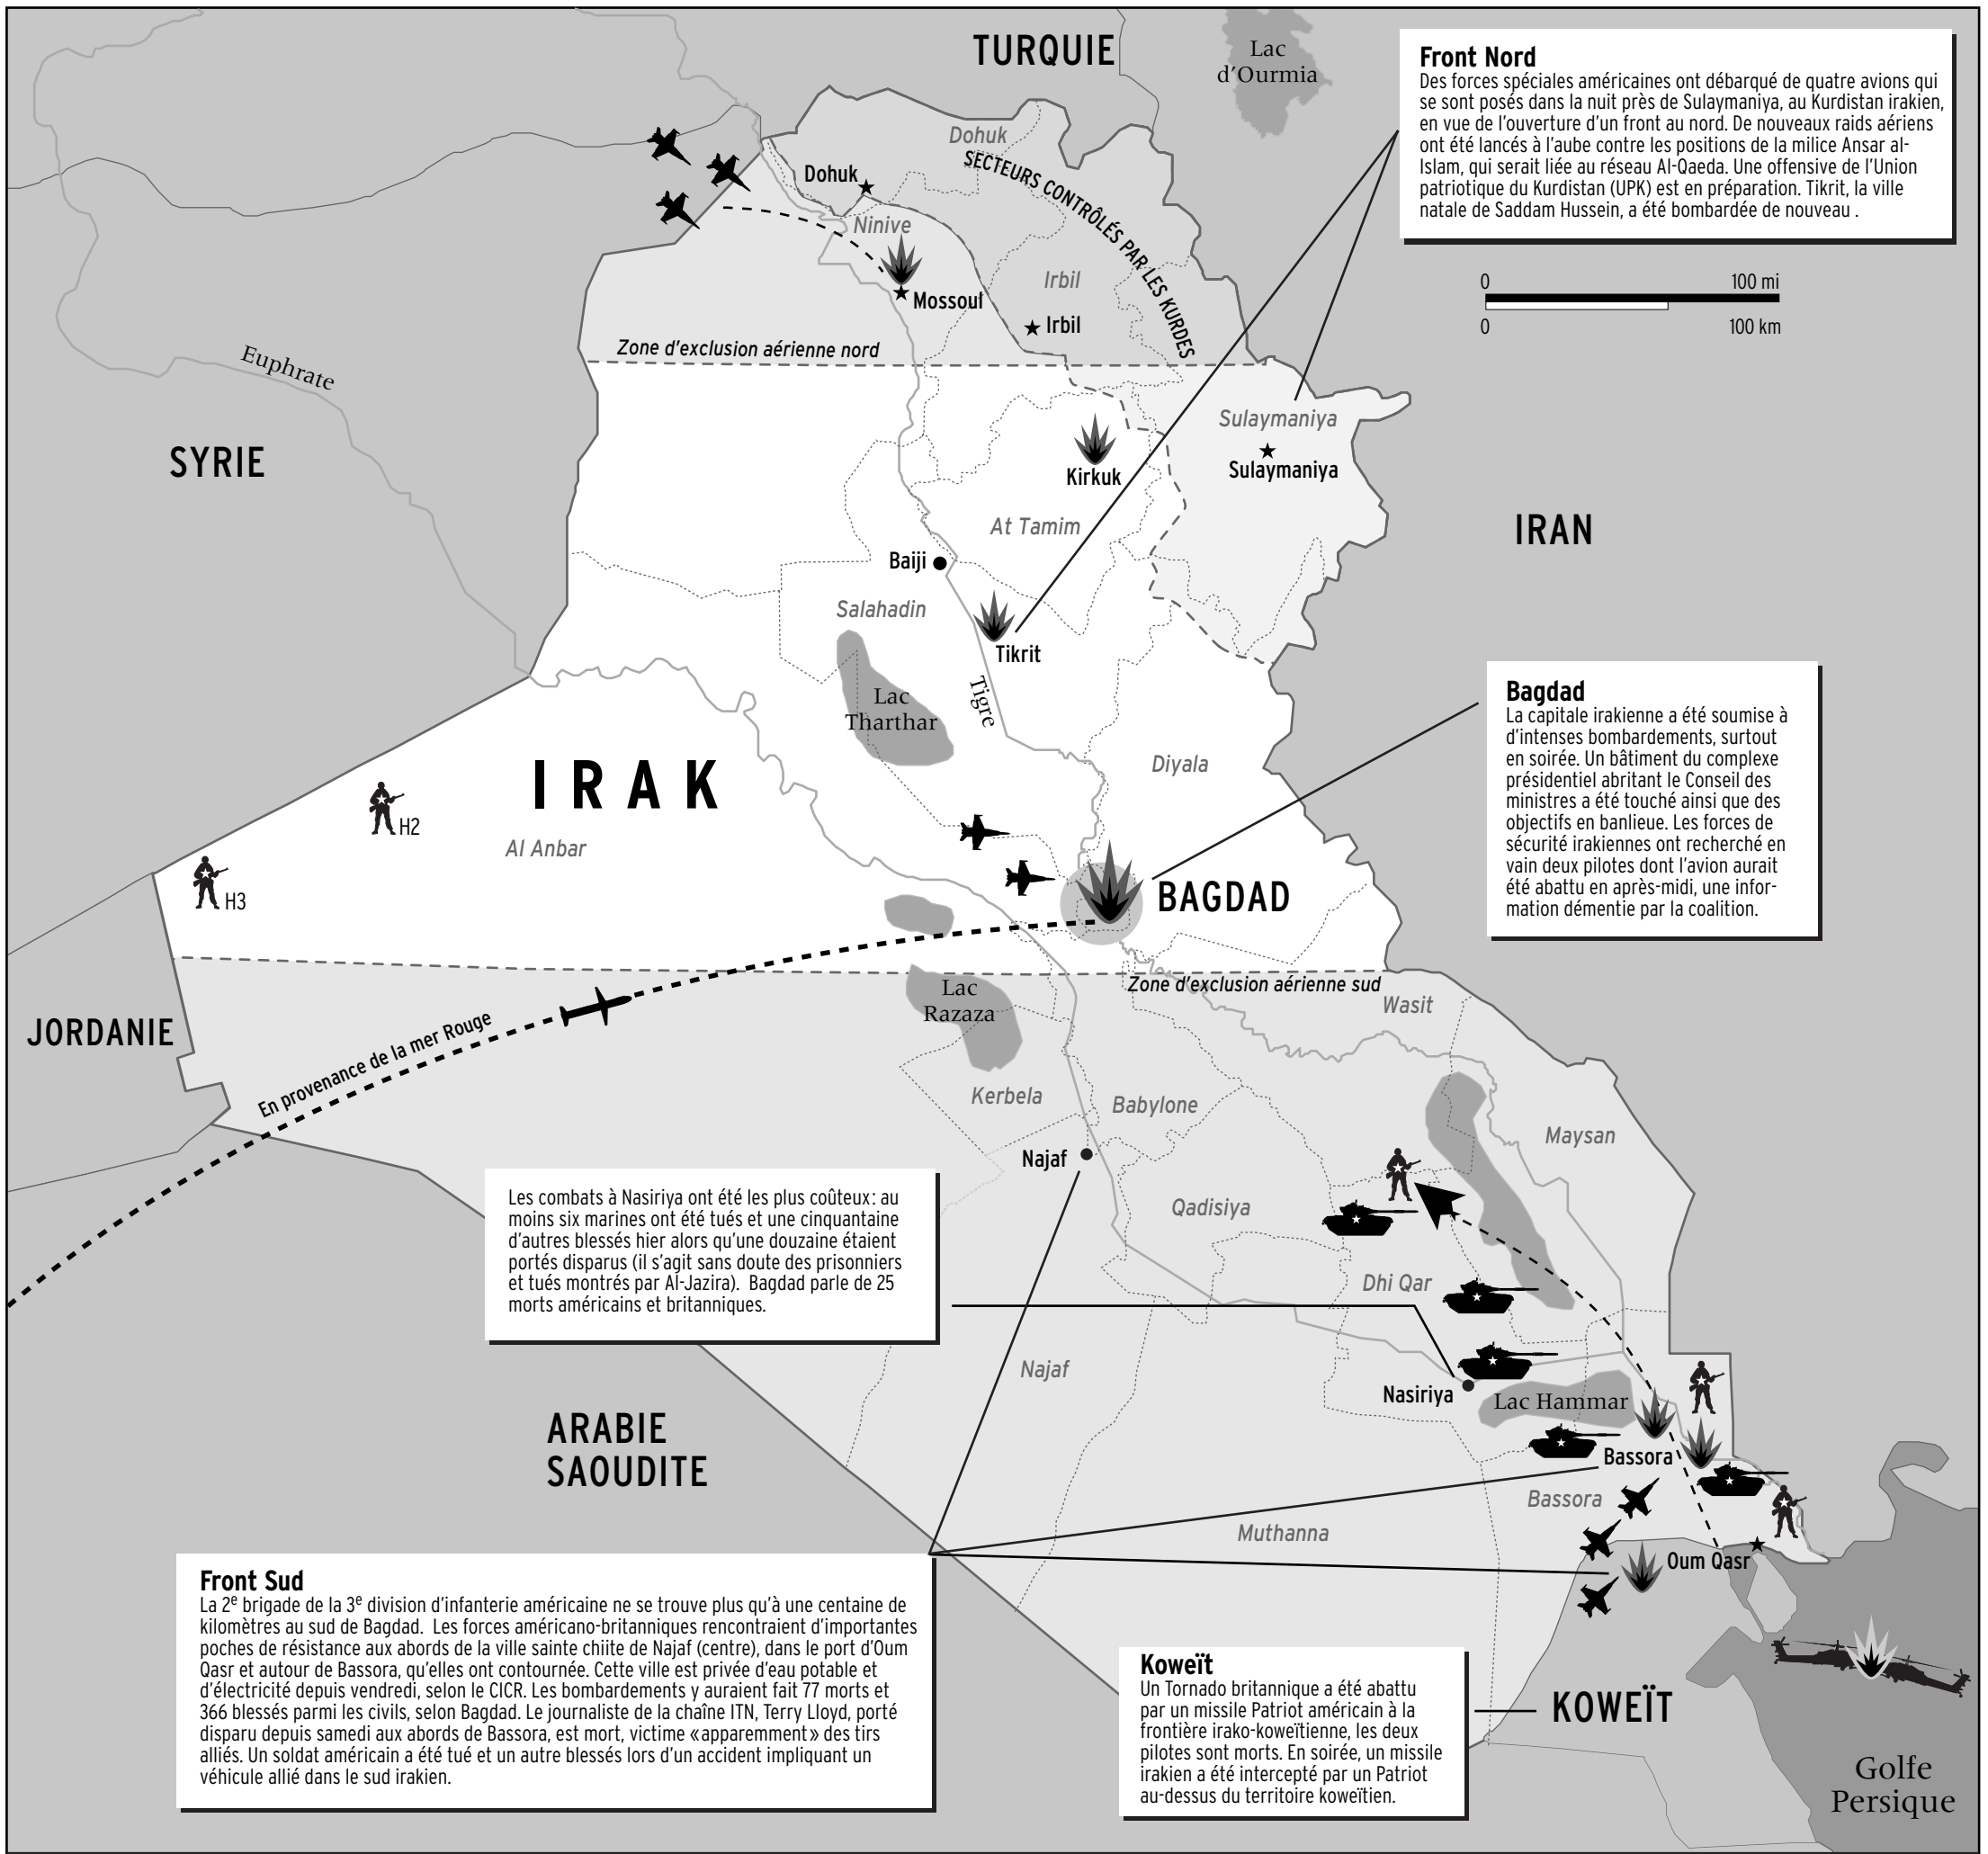 TURQUIE
Lac
d'Ourmia
Front Nord
Des forces spéciales américaines ont débarqué de quatre avions qui
se sont posés dans la nuit près de Sulaymaniya, au Kurdistan irakien,
en vue de l'ouverture d'un front au nord. De nouveaux raids aériens
ont été lancés à l'aube contre les positions de la milice Ansar al-
Islam, qui serait liée au réseau Al-Qaeda. Une offensive de l'Union
patriotique du Kurdistan (UPK) est en préparation. Tikrit, la ville
natale de Saddam Hussein, a été bombardée de nouveau .
0 100 mi
0 100 km
Dohuk
SECTEURS CONTRÔLÉS PAR LES KURDES
Dohuk
Ninive
Irbil
Mossoul
Irbil
Zone d'exclusion aérienne nord
Euphrate
SYRIE
Sulaymaniya
Sulaymaniya
Kirkuk
At Tamim
IRAN
Baiji
Salahadin
Tikrit
Lac
Tharthar
Tigre
Diyala
Bagdad
La capitale irakienne a été soumise à
d'intenses bombardements, surtout
en soirée. Un bâtiment du complexe
présidentiel abritant le Conseil des
ministres a été touché ainsi que des
objectifs en banlieue. Les forces de
sécurité irakiennes ont recherché en
vain deux pilotes dont l'avion aurait
été abattu en après-midi, une infor-
mation démentie par la coalition.
IRAK
H2
Al Anbar
H3
BAGDAD
Zone d'exclusion aérienne sud
Lac
Razaza
Wasit
JORDANIE
En provenance de la mer Rouge
Kerbela
Babylone
Maysan
Najaf
Les combats à Nasiriya ont été les plus coûteux: au
moins six marines ont été tués et une cinquantaine
d'autres blessés hier alors qu'une douzaine étaient
portés disparus (il s'agit sans doute des prisonniers
et tués montrés par Al-Jazira). Bagdad parle de 25
morts américains et britanniques.
Qadisiya
Dhi Qar
Najaf
Nasiriya
Lac Hammar
ARABIE
SAOUDITE
Bassora
Bassora
Muthanna
Oum Qasr
Front Sud
La 2e brigade de la 3e division d'infanterie américaine ne se trouve plus qu'à une centaine de
kilomètres au sud de Bagdad. Les forces américano-britanniques rencontraient d'importantes
poches de résistance aux abords de la ville sainte chiite de Najaf (centre), dans le port d'Oum
Qasr et autour de Bassora, qu'elles ont contournée. Cette ville est privée d'eau potable et
d'électricité depuis vendredi, selon le CICR. Les bombardements y auraient fait 77 morts et
366 blessés parmi les civils, selon Bagdad. Le journaliste de la chaîne ITN, Terry Lloyd, porté
disparu depuis samedi aux abords de Bassora, est mort, victime «apparemment» des tirs
alliés. Un soldat américain a été tué et un autre blessés lors d'un accident impliquant un
véhicule allié dans le sud irakien.
Koweït
Un Tornado britannique a été abattu
par un missile Patriot américain à la
frontière irako-koweïtienne, les deux
pilotes sont morts. En soirée, un missile
irakien a été intercepté par un Patriot
au-dessus du territoire koweïtien.
KOWEÏT
Golfe
Persique